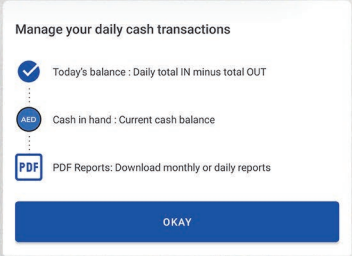 Manage your daily cash transactions
Today's balance : Daily total IN minus total OUT
AED
Cash in hand : Current cash balance
PDF
PDF Reports: Download monthly or daily reports
OKAY